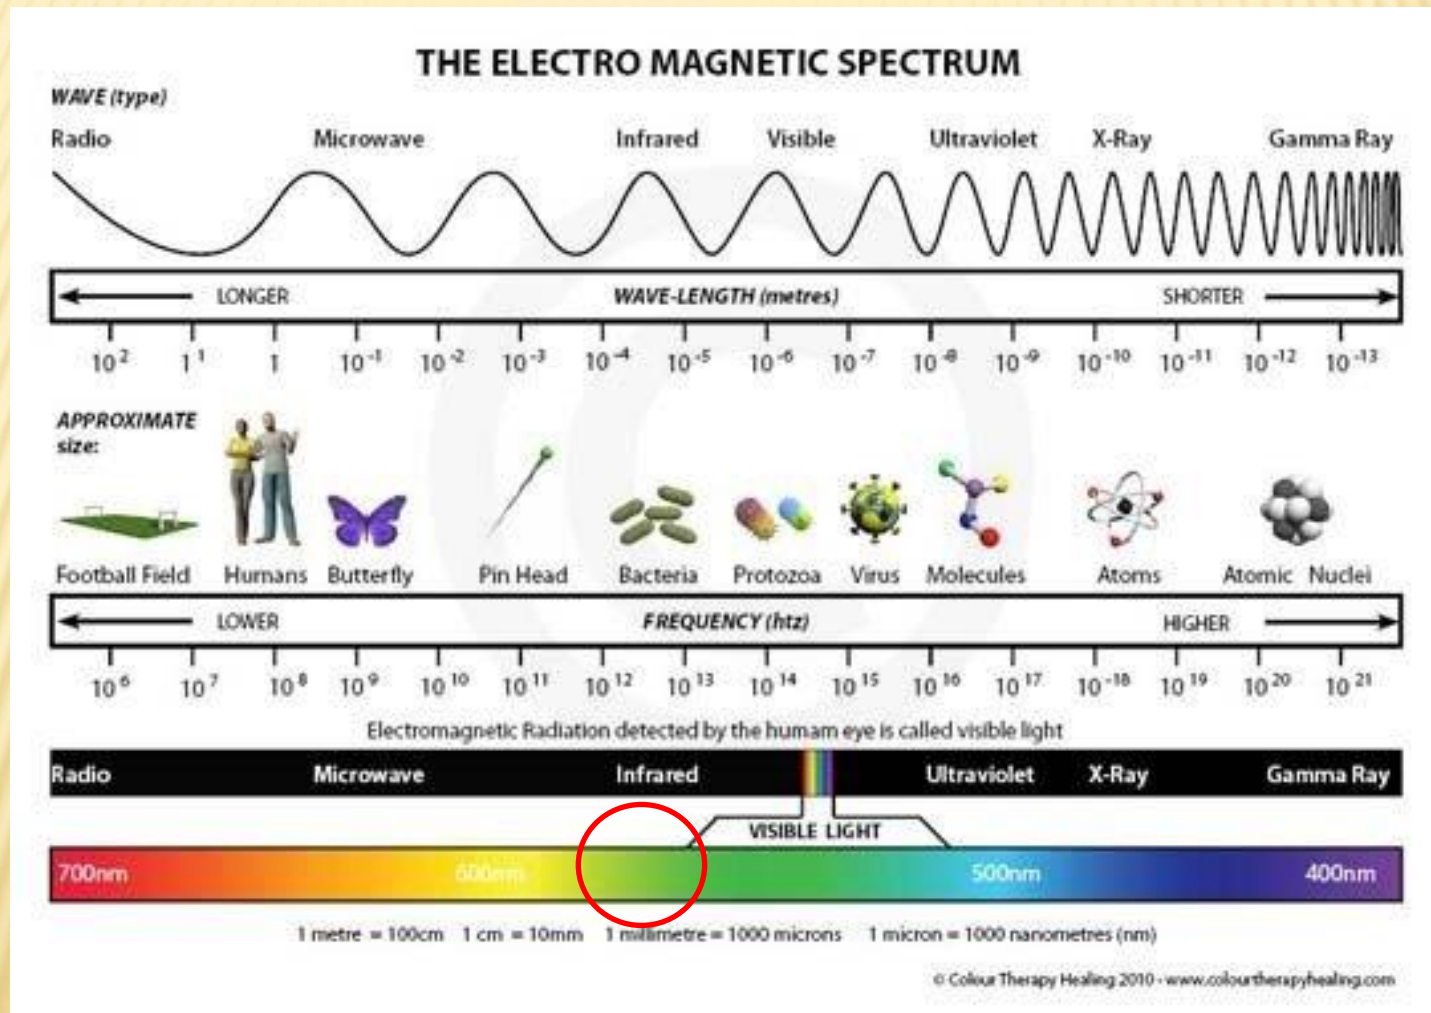 THE ELECTRO MAGNETIC SPECTRUM
WAVE (type)
Radio Microwave Infrared Visible Ultraviolet X-Ray Gamma Ray
LONGER WAVE-LENGTH (metres) SHORTER
10² 1¹ 1 10⁻¹ 10⁻² 10⁻³ 10⁻⁴ 10⁻⁵ 10⁻⁶ 10⁻⁷ 10⁻⁸ 10⁻⁹ 10⁻¹⁰ 10⁻¹¹ 10⁻¹² 10⁻¹³
APPROXIMATE
size:
Football Field Humans Butterfly Pin Head Bacteria Protozoa Virus Molecules Atoms Atomic Nuclei
LOWER FREQUENCY (htz) HIGHER
10⁶ 10⁷ 10⁸ 10⁹ 10¹⁰ 10¹¹ 10¹² 10¹³ 10¹⁴ 10¹⁵ 10¹⁶ 10¹⁷ 10⁻¹⁸ 10¹⁹ 10²⁰ 10²¹
Electromagnetic Radiation detected by the humam eye is called visible light
Radio Microwave Infrared Ultraviolet X-Ray Gamma Ray
VISIBLE LIGHT
700nm 600nm 500nm 400nm
1 metre = 100cm 1 cm = 10mm 1 millimetre = 1000 microns 1 micron = 1000 nanometres (nm)
© Colour Therapy Healing 2010 - www.colourtherapyhealing.com